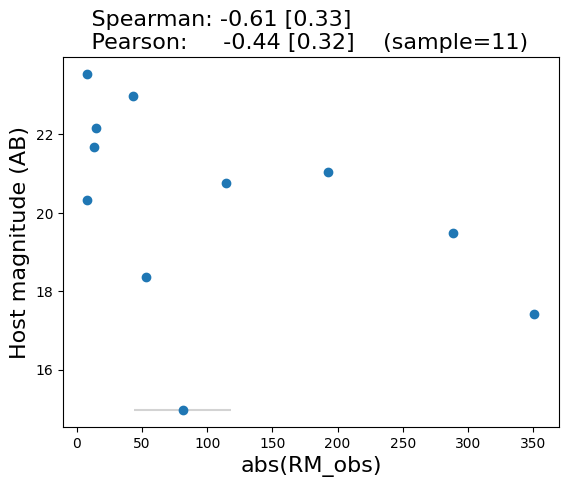 Spearman: -0.61 [0.33]
Pearson: -0.44 [0.32] (sample=11)
Host magnitude (AB)
22
20
18
16
0 50 100 150 200 250 300 350
abs(RM_obs)